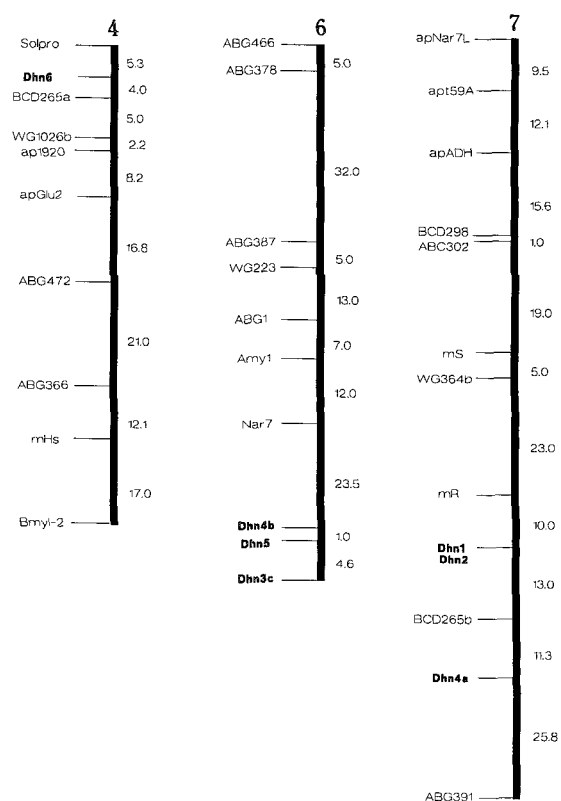 4
Solpro
5.3
Dhn6
4.0
BCD265a
5.0
WG1026b
2.2
ap1920
8.2
apGlu2
16.8
ABG472
21.0
ABG366
12.1
mHs
17.0
Bmyl-2
6
ABG466
5.0
ABG378
32.0
ABG387
5.0
WG223
13.0
ABG1
7.0
Amy1
12.0
Nar7
23.5
Dhn4b
1.0
Dhn5
4.6
Dhn3c
7
apNar7L
9.5
apt59A
12.1
apADH
15.6
BCD298
1.0
ABC302
19.0
mS
5.0
WG364b
23.0
mR
10.0
Dhn1
Dhn2
13.0
BCD265b
11.3
Dhn4a
25.8
ABG391